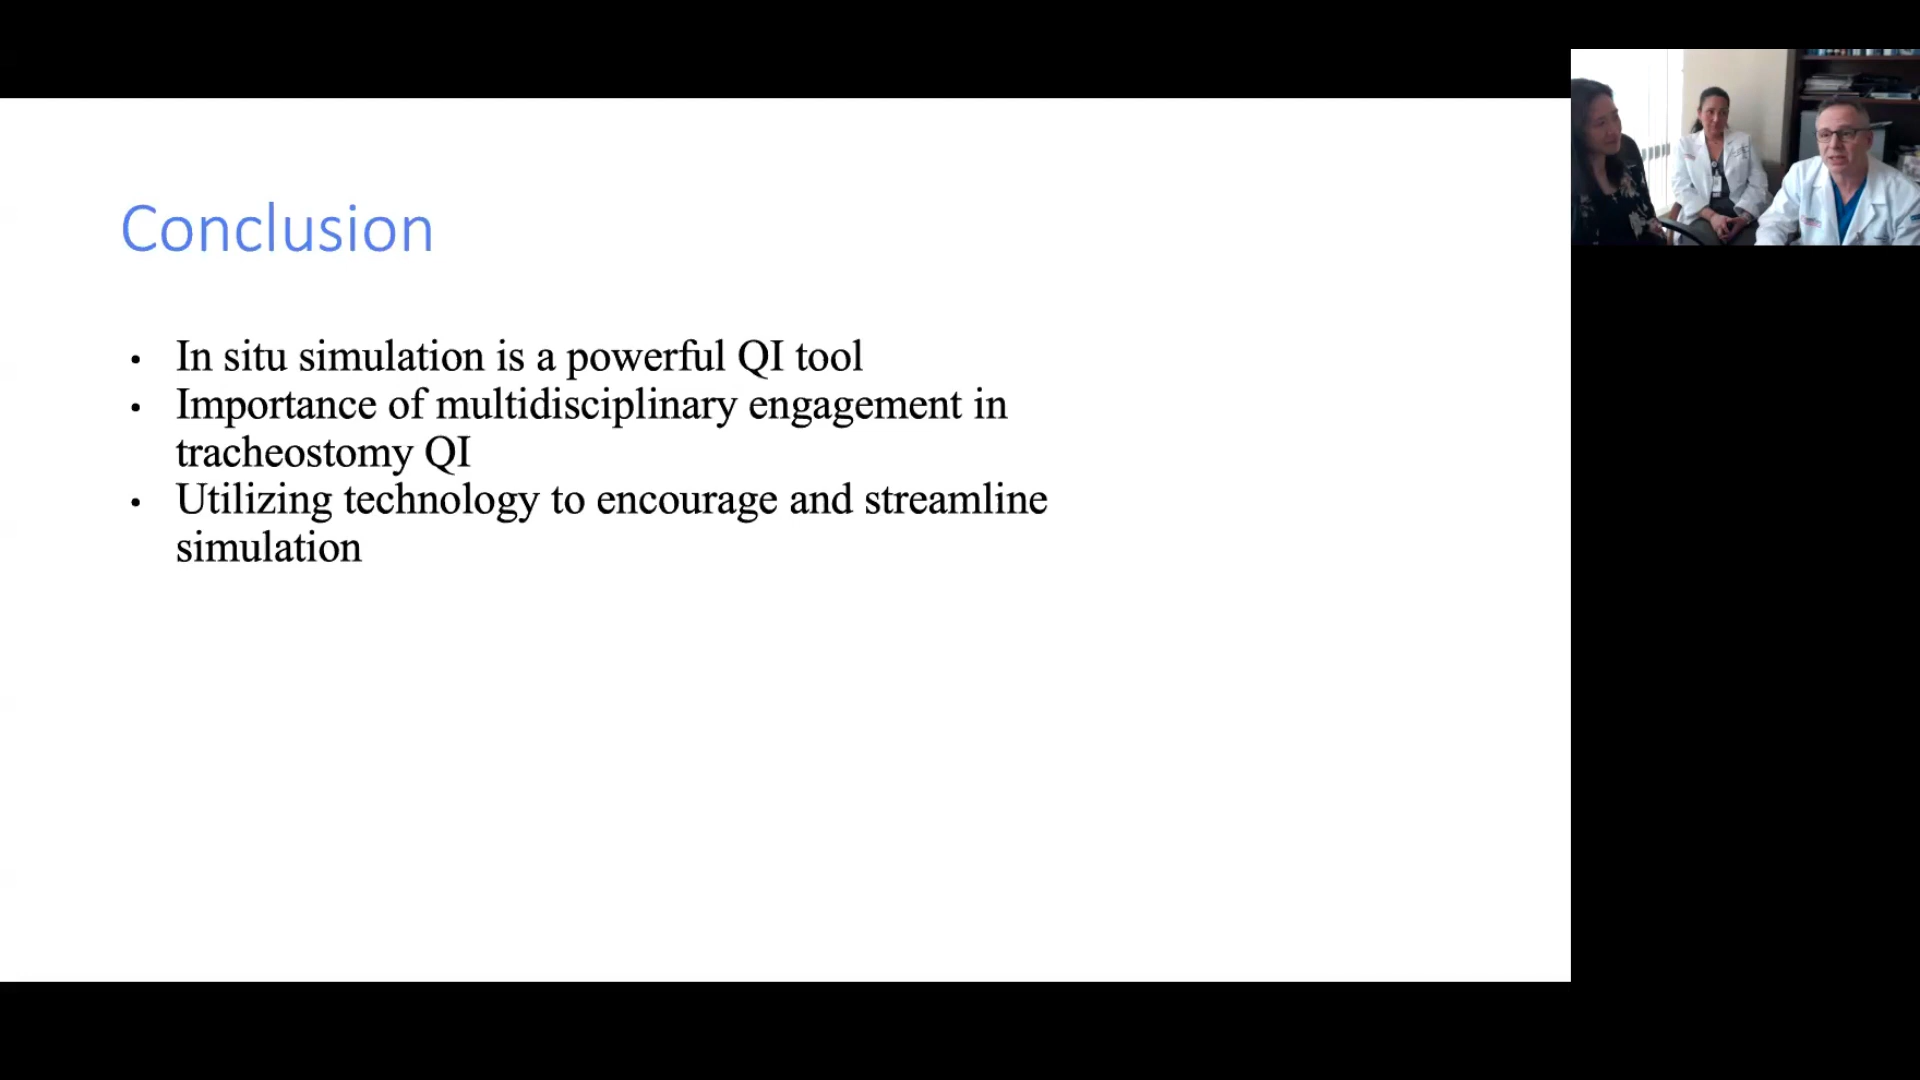 Conclusion
• In situ simulation is a powerful QI tool
• Importance of multidisciplinary engagement in
tracheostomy QI
• Utilizing technology to encourage and streamline
simulation